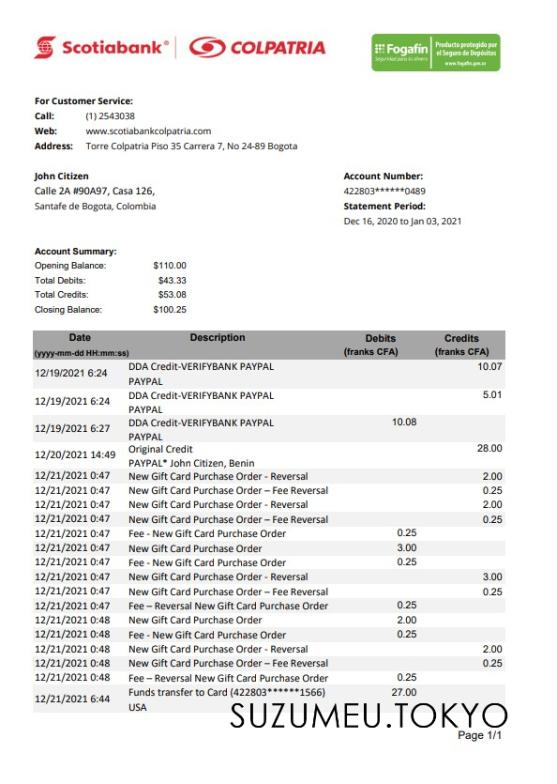 Scotiabank® COLPATRIA
Fogafín
Seguridad para tu dinero
Producto protegido por
el Seguro de Depósitos
www.fogafin.gov.co
For Customer Service:
Call: (1) 2543038
Web: www.scotiabankcolpatria.com
Address: Torre Colpatria Piso 35 Carrera 7, No 24-89 Bogota
John Citizen
Calle 2A #90A97, Casa 126,
Santafe de Bogota, Colombia
Account Number:
422803******0489
Statement Period:
Dec 16, 2020 to Jan 03, 2021
Account Summary:
Opening Balance: $110.00
Total Debits: $43.33
Total Credits: $53.08
Closing Balance: $100.25
Date Description Debits Credits
(yyyy-mm-dd HH:mm:ss) (franks CFA) (franks CFA)
12/19/2021 6:24 DDA Credit-VERIFYBANK PAYPAL 10.07
PAYPAL
12/19/2021 6:24 DDA Credit-VERIFYBANK PAYPAL 5.01
PAYPAL
12/19/2021 6:27 DDA Credit-VERIFYBANK PAYPAL 10.08
PAYPAL
12/20/2021 14:49 Original Credit 28.00
PAYPAL* John Citizen, Benin
12/21/2021 0:47 New Gift Card Purchase Order - Reversal 2.00
12/21/2021 0:47 New Gift Card Purchase Order – Fee Reversal 0.25
12/21/2021 0:47 New Gift Card Purchase Order - Reversal 2.00
12/21/2021 0:47 New Gift Card Purchase Order – Fee Reversal 0.25
12/21/2021 0:47 Fee - New Gift Card Purchase Order 0.25
12/21/2021 0:47 New Gift Card Purchase Order 3.00
12/21/2021 0:47 Fee - New Gift Card Purchase Order 0.25
12/21/2021 0:47 New Gift Card Purchase Order - Reversal 3.00
12/21/2021 0:47 New Gift Card Purchase Order – Fee Reversal 0.25
12/21/2021 0:47 Fee – Reversal New Gift Card Purchase Order 0.25
12/21/2021 0:48 New Gift Card Purchase Order 2.00
12/21/2021 0:48 Fee - New Gift Card Purchase Order 0.25
12/21/2021 0:48 New Gift Card Purchase Order - Reversal 2.00
12/21/2021 0:48 New Gift Card Purchase Order – Fee Reversal 0.25
12/21/2021 0:48 Fee – Reversal New Gift Card Purchase Order 0.25
12/21/2021 6:44 Funds transfer to Card (422803******1566) 27.00
USA
SUZUMEU.TOKYO
Page 1/1